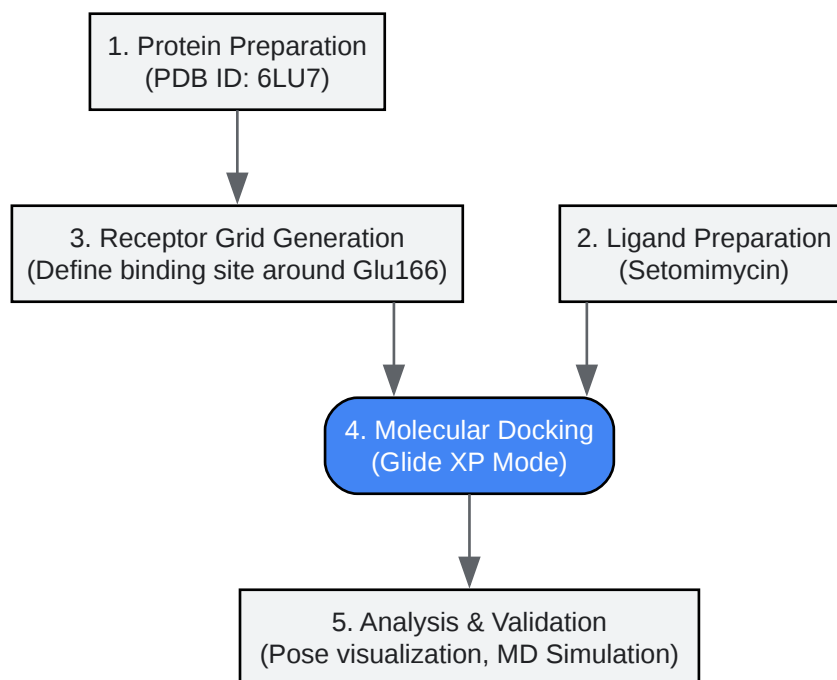 1. Protein Preparation
(PDB ID: 6LU7)
3. Receptor Grid Generation
(Define binding site around Glu166)
2. Ligand Preparation
(Setomimycin)
4. Molecular Docking
(Glide XP Mode)
5. Analysis & Validation
(Pose visualization, MD Simulation)